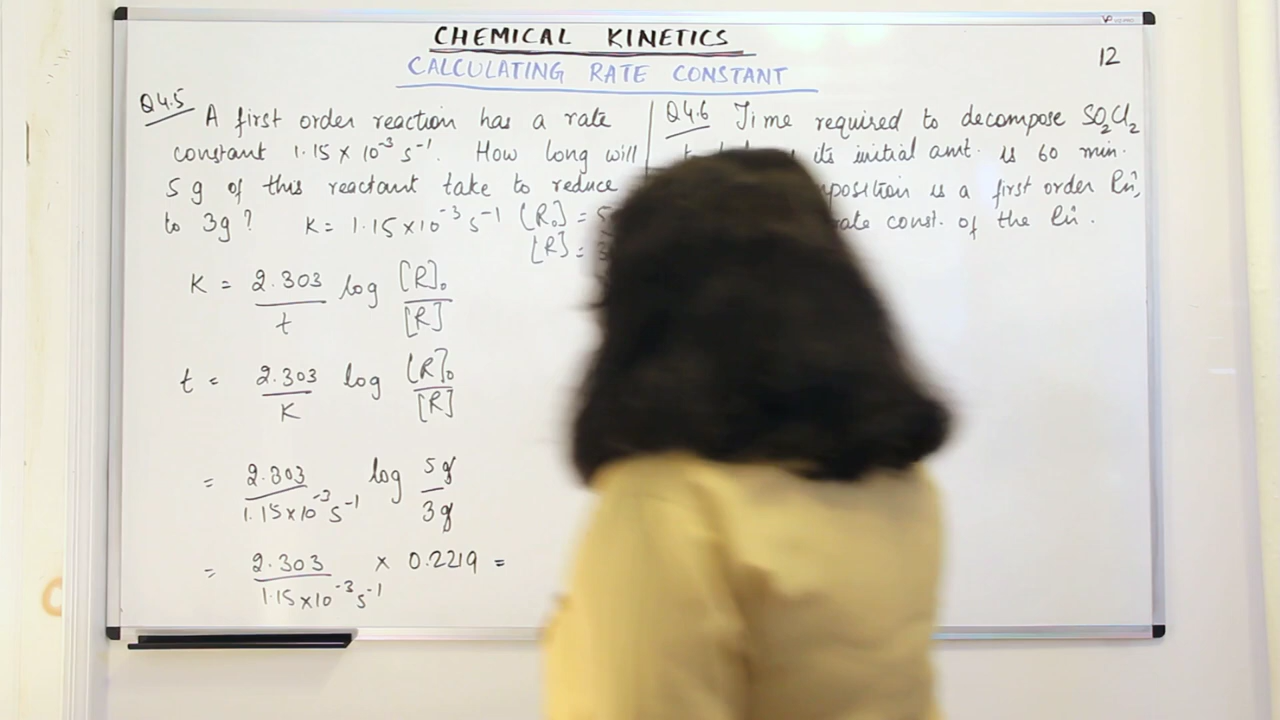 CHEMICAL KINETICS
CALCULATING RATE CONSTANT
12
Q4.5 A first order reaction has a rate
constant 1.15 × 10⁻³ s⁻¹. How long will
5 g of this reactant take to reduce
to 3g? K = 1.15×10⁻³ s⁻¹ [R₀] = 5
[R] = 3
K = 2.303/t log [R]₀/[R]
t = 2.303/K log [R]₀/[R]
= 2.303/1.15×10⁻³ s⁻¹ log 5g/3g
= 2.303/1.15×10⁻³ s⁻¹ × 0.2219 =
Q4.6 Time required to decompose SO₂Cl₂
its initial amt. is 60 min.
is a first order Rn,
const. of the Rn.